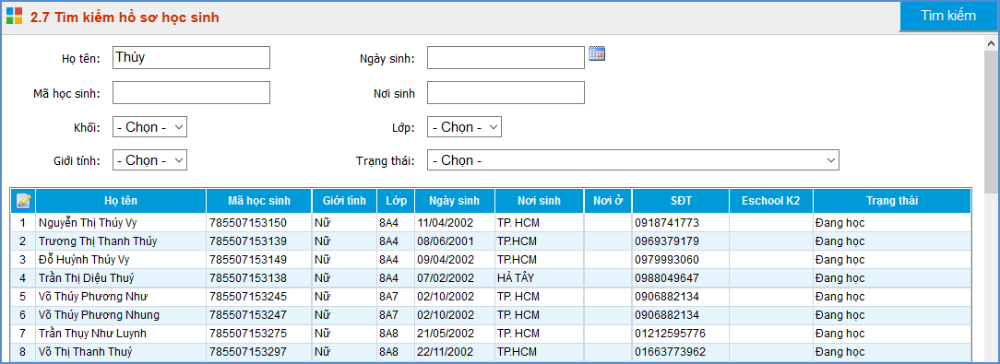 2.7 Tìm kiếm hồ sơ học sinh Tìm kiếm
Họ tên: Thúy Ngày sinh:
Mã học sinh: Nơi sinh
Khối: - Chọn - Lớp: - Chọn -
Giới tính: - Chọn - Trạng thái: - Chọn -
Họ tên Mã học sinh Giới tính Lớp Ngày sinh Nơi sinh Nơi ở SĐT Eschool K2 Trạng thái
1 Nguyễn Thị Thúy Vy 785507153150 Nữ 8A4 11/04/2002 TP. HCM 0918741773 Đang học
2 Trương Thị Thanh Thúy 785507153139 Nữ 8A4 08/06/2001 TP.HCM 0969379179 Đang học
3 Đỗ Huỳnh Thúy Vy 785507153149 Nữ 8A4 09/04/2002 TP.HCM 0979993060 Đang học
4 Trần Thị Diệu Thuý 785507153138 Nữ 8A4 07/02/2002 HÀ TÂY 0988049647 Đang học
5 Võ Thúy Phương Như 785507153245 Nữ 8A7 02/10/2002 TP. HCM 0906882134 Đang học
6 Võ Thúy Phương Nhung 785507153247 Nữ 8A7 02/10/2002 TP. HCM 0906882134 Đang học
7 Trần Thụy Như Luynh 785507153275 Nữ 8A8 21/05/2002 TP. HCM 01212595776 Đang học
8 Võ Thị Thanh Thuý 785507153297 Nữ 8A8 22/11/2002 TP.HCM 01663773962 Đang học